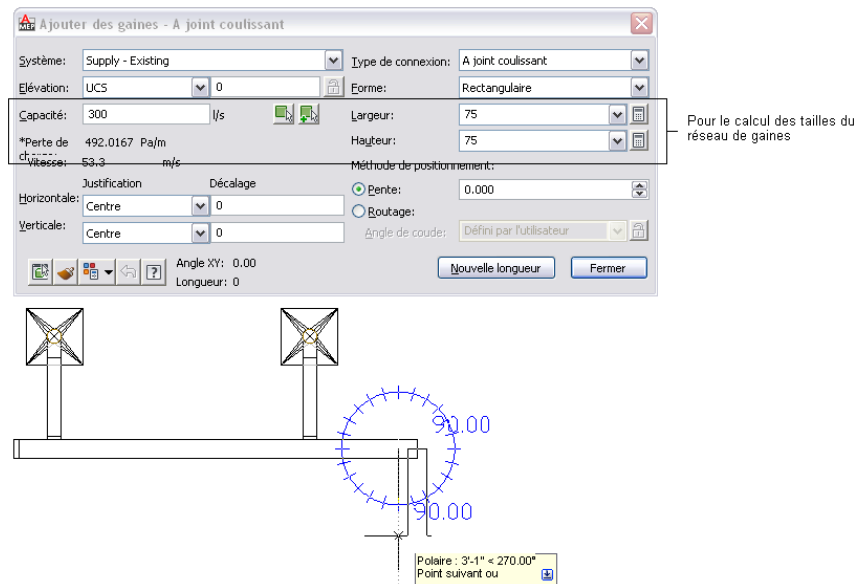 Ajouter des gaines - A joint coulissant
Système: Supply - Existing Type de connexion: A joint coulissant
Elévation: UCS 0 Forme: Rectangulaire
Capacité: 300 l/s Largeur: 75
*Perte de 492.0167 Pa/m Hauteur: 75
Vitesse: 53.3 m/s Méthode de positionnement:
Pour le calcul des tailles du
réseau de gaines
Justification Décalage Pente: 0.000
Horizontale: Centre 0 Routage:
Verticale: Centre 0 Angle de coude: Défini par l'utilisateur
Angle XY: 0.00 Nouvelle longueur Fermer
Longueur: 0
90.00
90.00
Polaire : 3'-1" < 270.00°
Point suivant ou